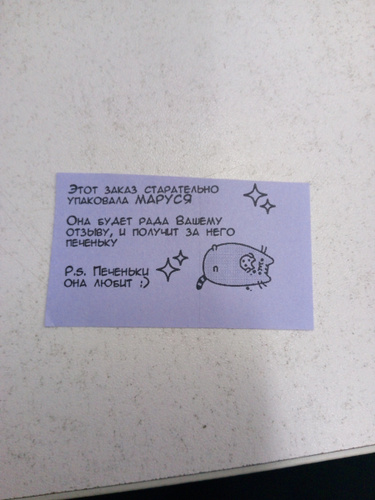 Этот заказ старательно
упаковала МАРУСЯ
Она будет рада Вашему
отзыву, и получит за него
печеньку
P.S. Печеньки
она любит :)